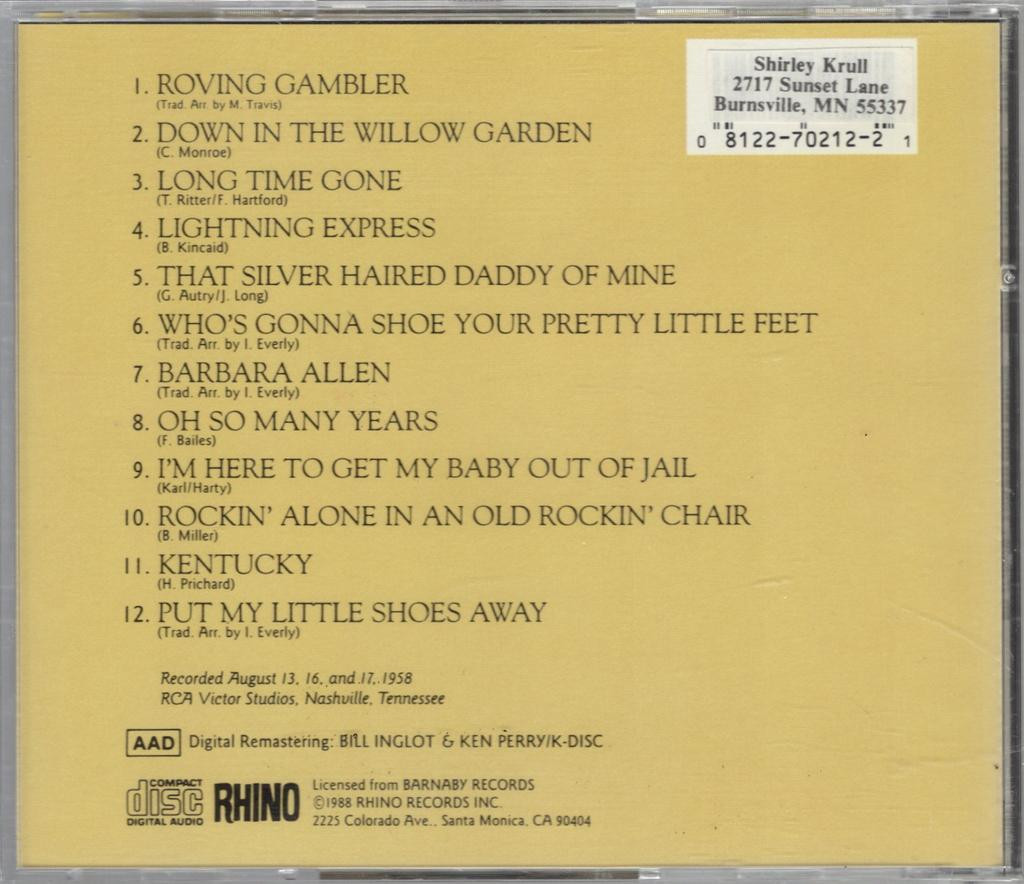 1. ROVING GAMBLER
(Trad. Arr. by M. Travis)
2. DOWN IN THE WILLOW GARDEN
(C. Monroe)
3. LONG TIME GONE
(T. Ritter/F. Hartford)
4. LIGHTNING EXPRESS
(B. Kincaid)
5. THAT SILVER HAIRED DADDY OF MINE
(G. Autry/J. Long)
6. WHO'S GONNA SHOE YOUR PRETTY LITTLE FEET
(Trad. Arr. by I. Everly)
7. BARBARA ALLEN
(Trad. Arr. by I. Everly)
8. OH SO MANY YEARS
(F. Bailes)
9. I'M HERE TO GET MY BABY OUT OF JAIL
(Karl/Harty)
10. ROCKIN' ALONE IN AN OLD ROCKIN' CHAIR
(B. Miller)
11. KENTUCKY
(H. Prichard)
12. PUT MY LITTLE SHOES AWAY
(Trad. Arr. by I. Everly)
Shirley Krull
2717 Sunset Lane
Burnsville, MN 55337
0 8122-70212-2 1
Recorded August 13, 16, and 17, 1958
RCA Victor Studios, Nashville, Tennessee
AAD Digital Remastering: BILL INGLOT & KEN PERRY/K-DISC
COMPACT
disc
DIGITAL AUDIO
RHINO
Licensed from BARNABY RECORDS
©1988 RHINO RECORDS INC.
2225 Colorado Ave., Santa Monica, CA 90404